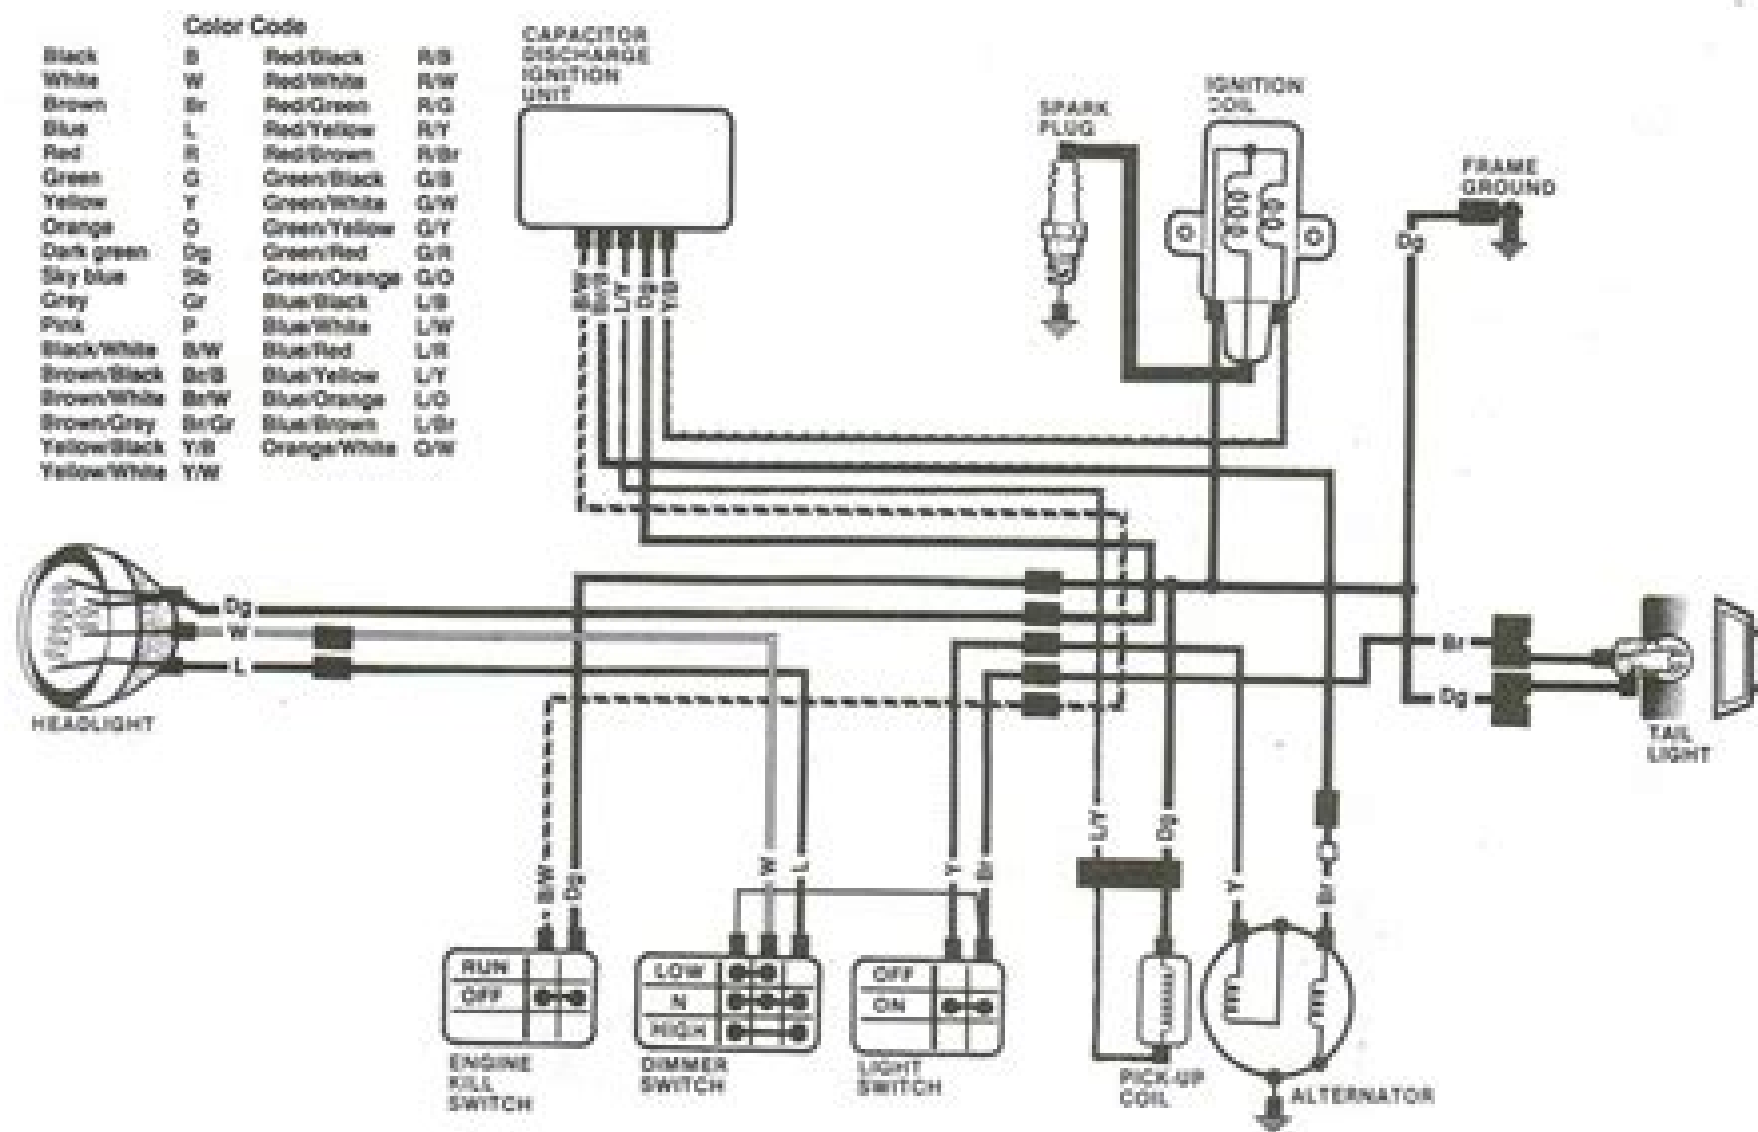 Color Code
Black B Red/Black R/B
White W Red/White R/W
Brown Br Red/Green R/G
Blue L Red/Yellow R/Y
Red R Red/Brown R/Br
Green G Green/Black G/B
Yellow Y Green/White G/W
Orange O Green/Yellow G/Y
Dark green Dg Green/Red G/R
Sky blue Sb Green/Orange G/O
Grey Gr Blue/Black L/B
Pink P Blue/White L/W
Black/White B/W Blue/Red L/R
Brown/Black Br/B Blue/Yellow L/Y
Brown/White Br/W Blue/Orange L/O
Brown/Grey Br/Gr Blue/Brown L/Br
Yellow/Black Y/B Orange/White O/W
Yellow/White Y/W
CAPACITOR
DISCHARGE
IGNITION
UNIT
B/W
Br/B
L/Y
Dg
Y/B
SPARK
PLUG
IGNITION
COIL
FRAME
GROUND
Dg
Dg
W
L
HEADLIGHT
Br
Dg
TAIL
LIGHT
B/W
Dg
W
L
Y
Br
L/Y
Dg
Y
Br
RUN
OFF
ENGINE
KILL
SWITCH
LOW
N
HIGH
DIMMER
SWITCH
OFF
ON
LIGHT
SWITCH
PICK-UP
COIL
ALTERNATOR